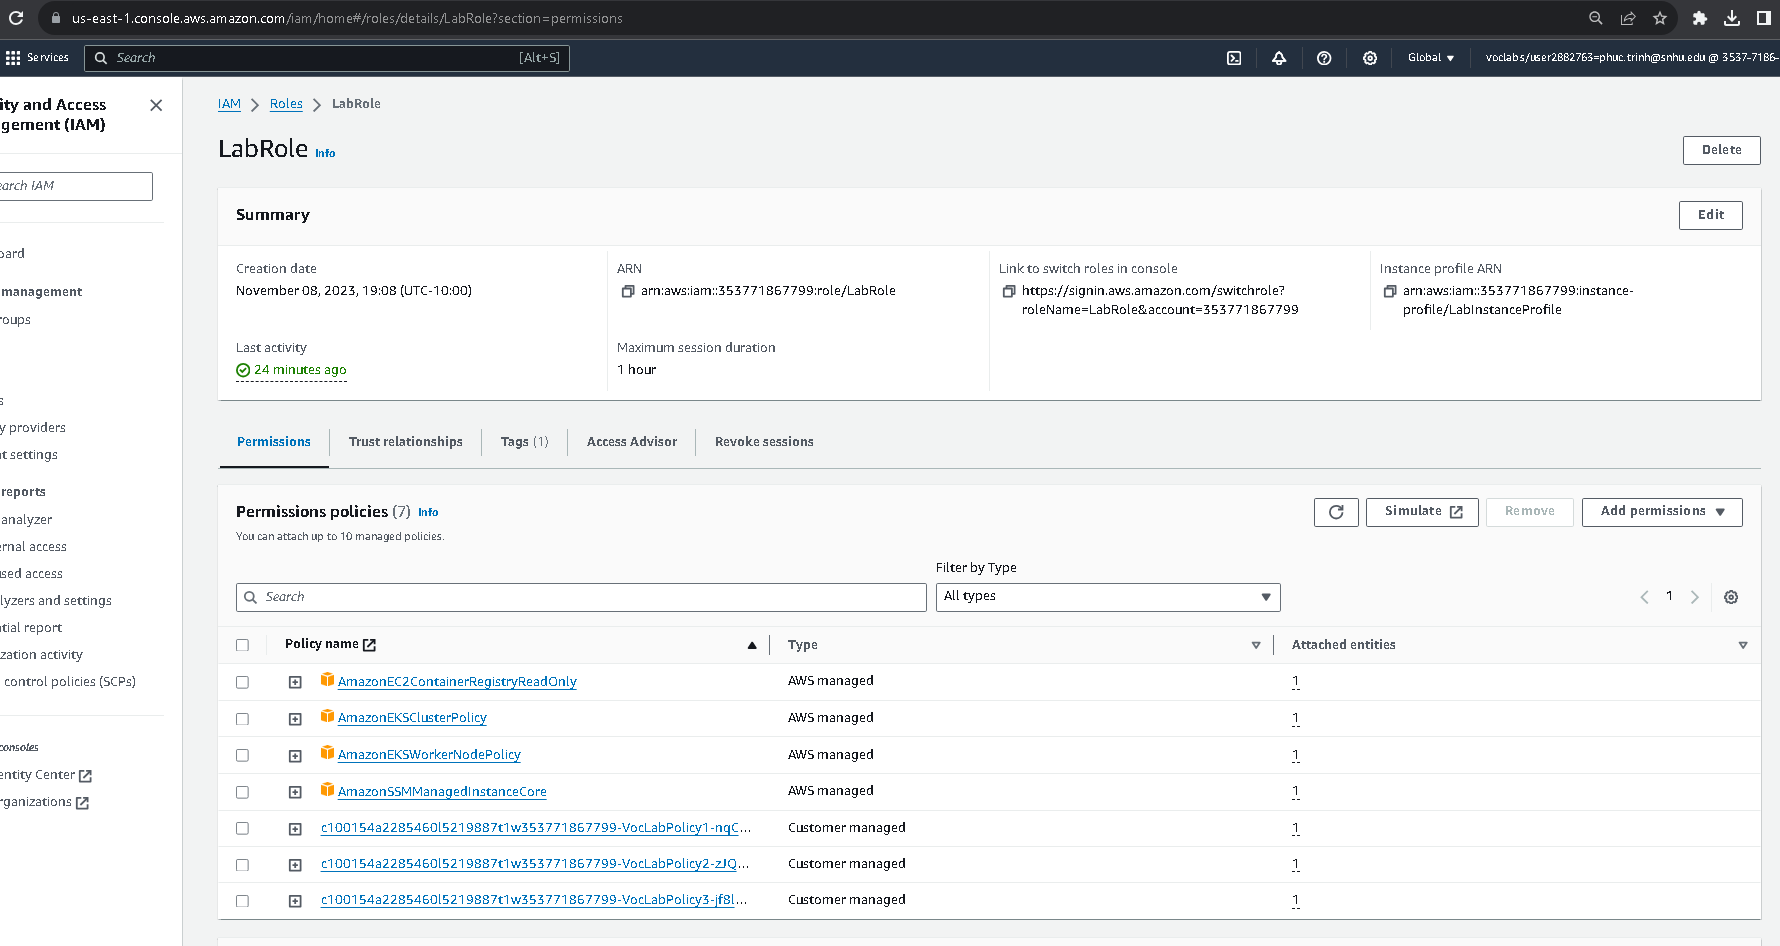 us-east-1.console.aws.amazon.com/iam/home#/roles/details/LabRole?section=permissions
Services
Search
[Alt+S]
Global
voclabs/user2882763=phuc.trinh@snhu.edu @ 3537-7186-
ity and Access
gement (IAM)
earch IAM
oard
management
roups
s
y providers
t settings
reports
analyzer
ernal access
sed access
lyzers and settings
tial report
zation activity
control policies (SCPs)
consoles
entity Center
rganizations
IAM
Roles
LabRole
LabRole
Info
Delete
Summary
Edit
Creation date
November 08, 2023, 19:08 (UTC-10:00)
ARN
arn:aws:iam::353771867799:role/LabRole
Link to switch roles in console
https://signin.aws.amazon.com/switchrole?
roleName=LabRole&account=353771867799
Instance profile ARN
arn:aws:iam::353771867799:instance-
profile/LabInstanceProfile
Last activity
24 minutes ago
Maximum session duration
1 hour
Permissions
Trust relationships
Tags (1)
Access Advisor
Revoke sessions
Permissions policies (7)
Info
You can attach up to 10 managed policies.
Simulate
Remove
Add permissions
Filter by Type
Search
All types
1
Policy name
Type
Attached entities
AmazonEC2ContainerRegistryReadOnly
AWS managed
1
AmazonEKSClusterPolicy
AWS managed
1
AmazonEKSWorkerNodePolicy
AWS managed
1
AmazonSSMManagedInstanceCore
AWS managed
1
c100154a2285460l5219887t1w353771867799-VocLabPolicy1-nqC...
Customer managed
1
c100154a2285460l5219887t1w353771867799-VocLabPolicy2-zJQ...
Customer managed
1
c100154a2285460l5219887t1w353771867799-VocLabPolicy3-jf8l...
Customer managed
1